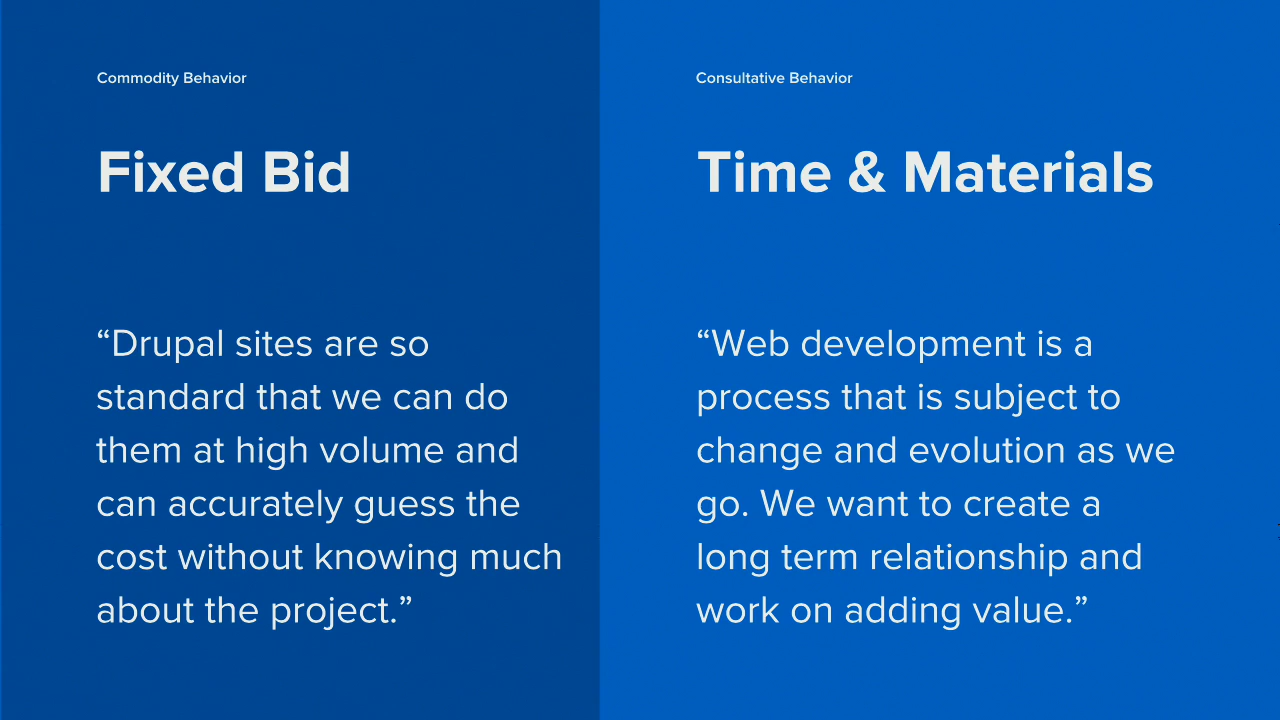 Commodity Behavior
Fixed Bid
“Drupal sites are so
standard that we can do
them at high volume and
can accurately guess the
cost without knowing much
about the project.”
Consultative Behavior
Time & Materials
“Web development is a
process that is subject to
change and evolution as we
go. We want to create a
long term relationship and
work on adding value.”